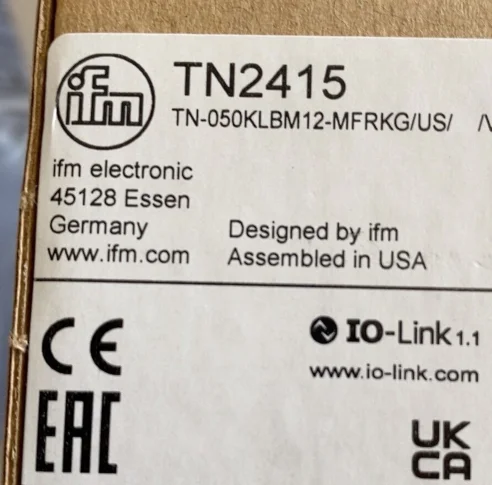 ifm
TN2415
TN-050KLBM12-MFRKG/US/
ifm electronic
45128 Essen
Germany
www.ifm.com
Designed by ifm
Assembled in USA
CE
IO-Link 1.1
www.io-link.com
EAC
UK
CA